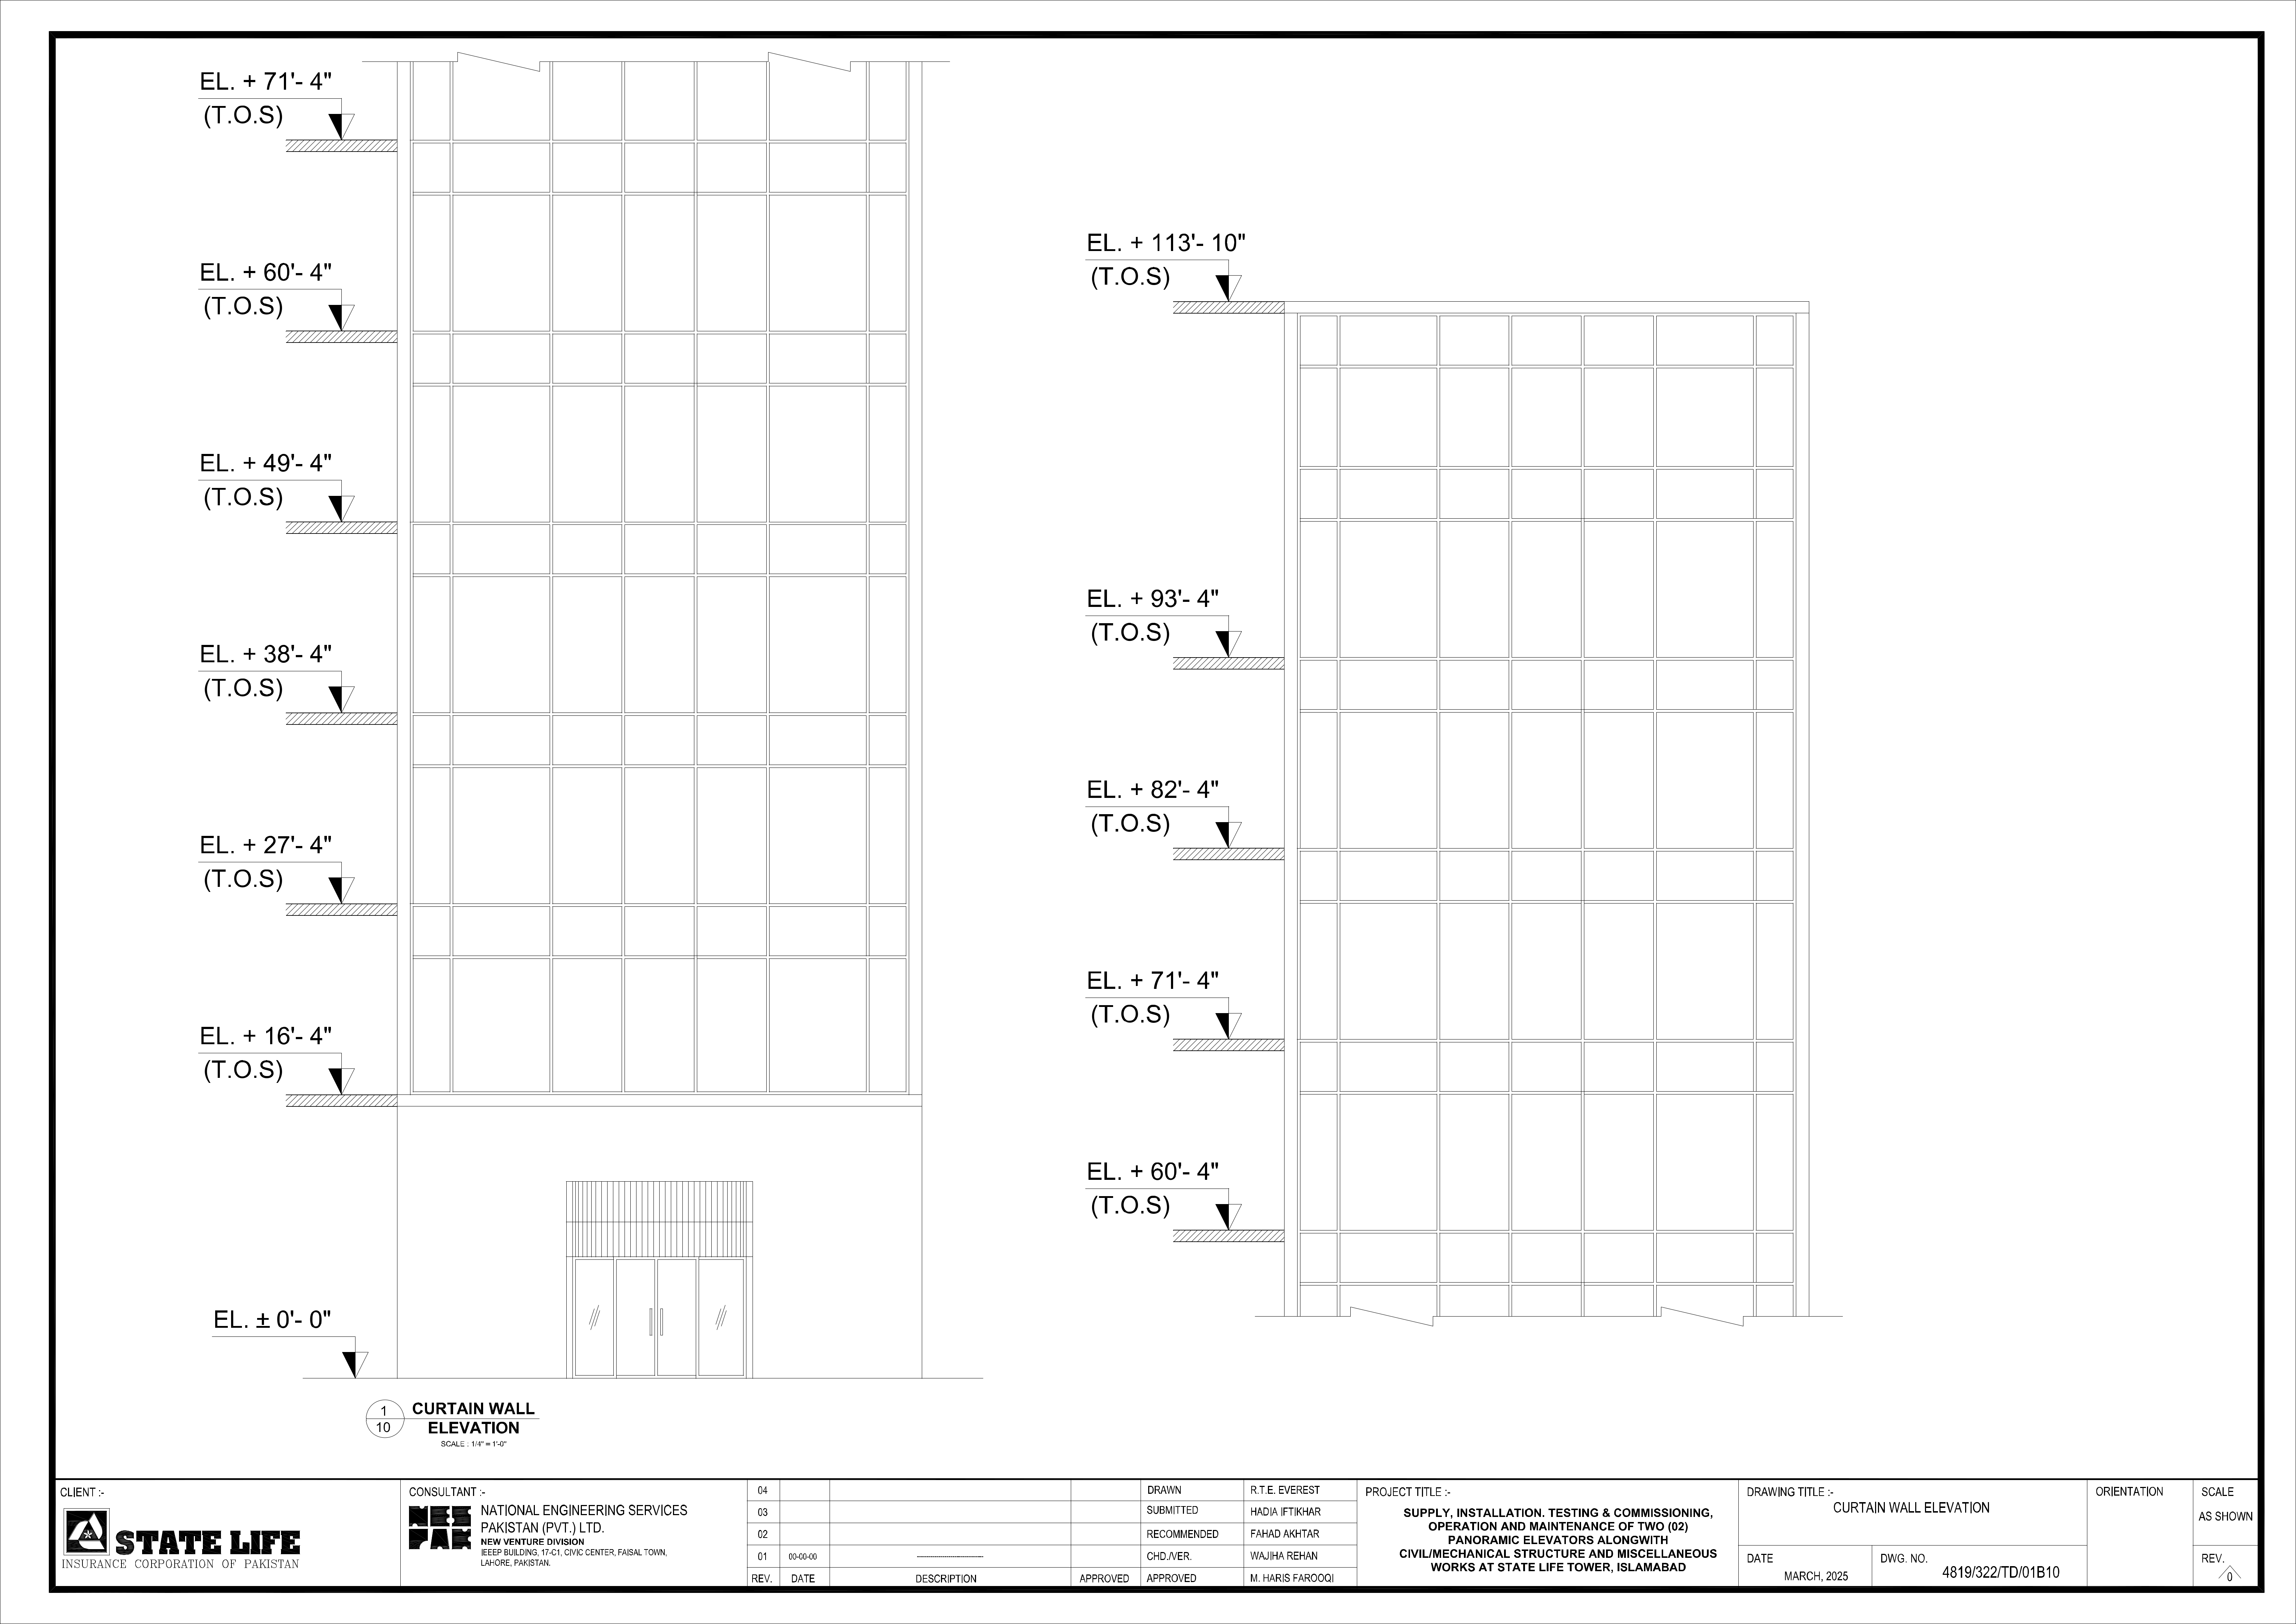 EL. + 71'- 4"
(T.O.S)
EL. + 60'- 4"
(T.O.S)
EL. + 49'- 4"
(T.O.S)
EL. + 38'- 4"
(T.O.S)
EL. + 27'- 4"
(T.O.S)
EL. + 16'- 4"
(T.O.S)
EL. ± 0'- 0"
EL. + 113'- 10"
(T.O.S)
EL. + 93'- 4"
(T.O.S)
EL. + 82'- 4"
(T.O.S)
EL. + 71'- 4"
(T.O.S)
EL. + 60'- 4"
(T.O.S)
1
10
CURTAIN WALL
ELEVATION
SCALE : 1/4" = 1'-0"
CLIENT :-
STATE LIFE
INSURANCE CORPORATION OF PAKISTAN
CONSULTANT :-
NES
PAK
NATIONAL ENGINEERING SERVICES
PAKISTAN (PVT.) LTD.
NEW VENTURE DIVISION
IEEEP BUILDING, 17-C1, CIVIC CENTER, FAISAL TOWN,
LAHORE, PAKISTAN.
04
03
02
01 00-00-00
REV. DATE DESCRIPTION APPROVED
DRAWN R.T.E. EVEREST
SUBMITTED HADIA IFTIKHAR
RECOMMENDED FAHAD AKHTAR
CHD./VER. WAJIHA REHAN
APPROVED M. HARIS FAROOQI
PROJECT TITLE :-
SUPPLY, INSTALLATION. TESTING & COMMISSIONING,
OPERATION AND MAINTENANCE OF TWO (02)
PANORAMIC ELEVATORS ALONGWITH
CIVIL/MECHANICAL STRUCTURE AND MISCELLANEOUS
WORKS AT STATE LIFE TOWER, ISLAMABAD
DRAWING TITLE :-
CURTAIN WALL ELEVATION
DATE
MARCH, 2025
DWG. NO.
4819/322/TD/01B10
ORIENTATION
SCALE
AS SHOWN
REV.
0